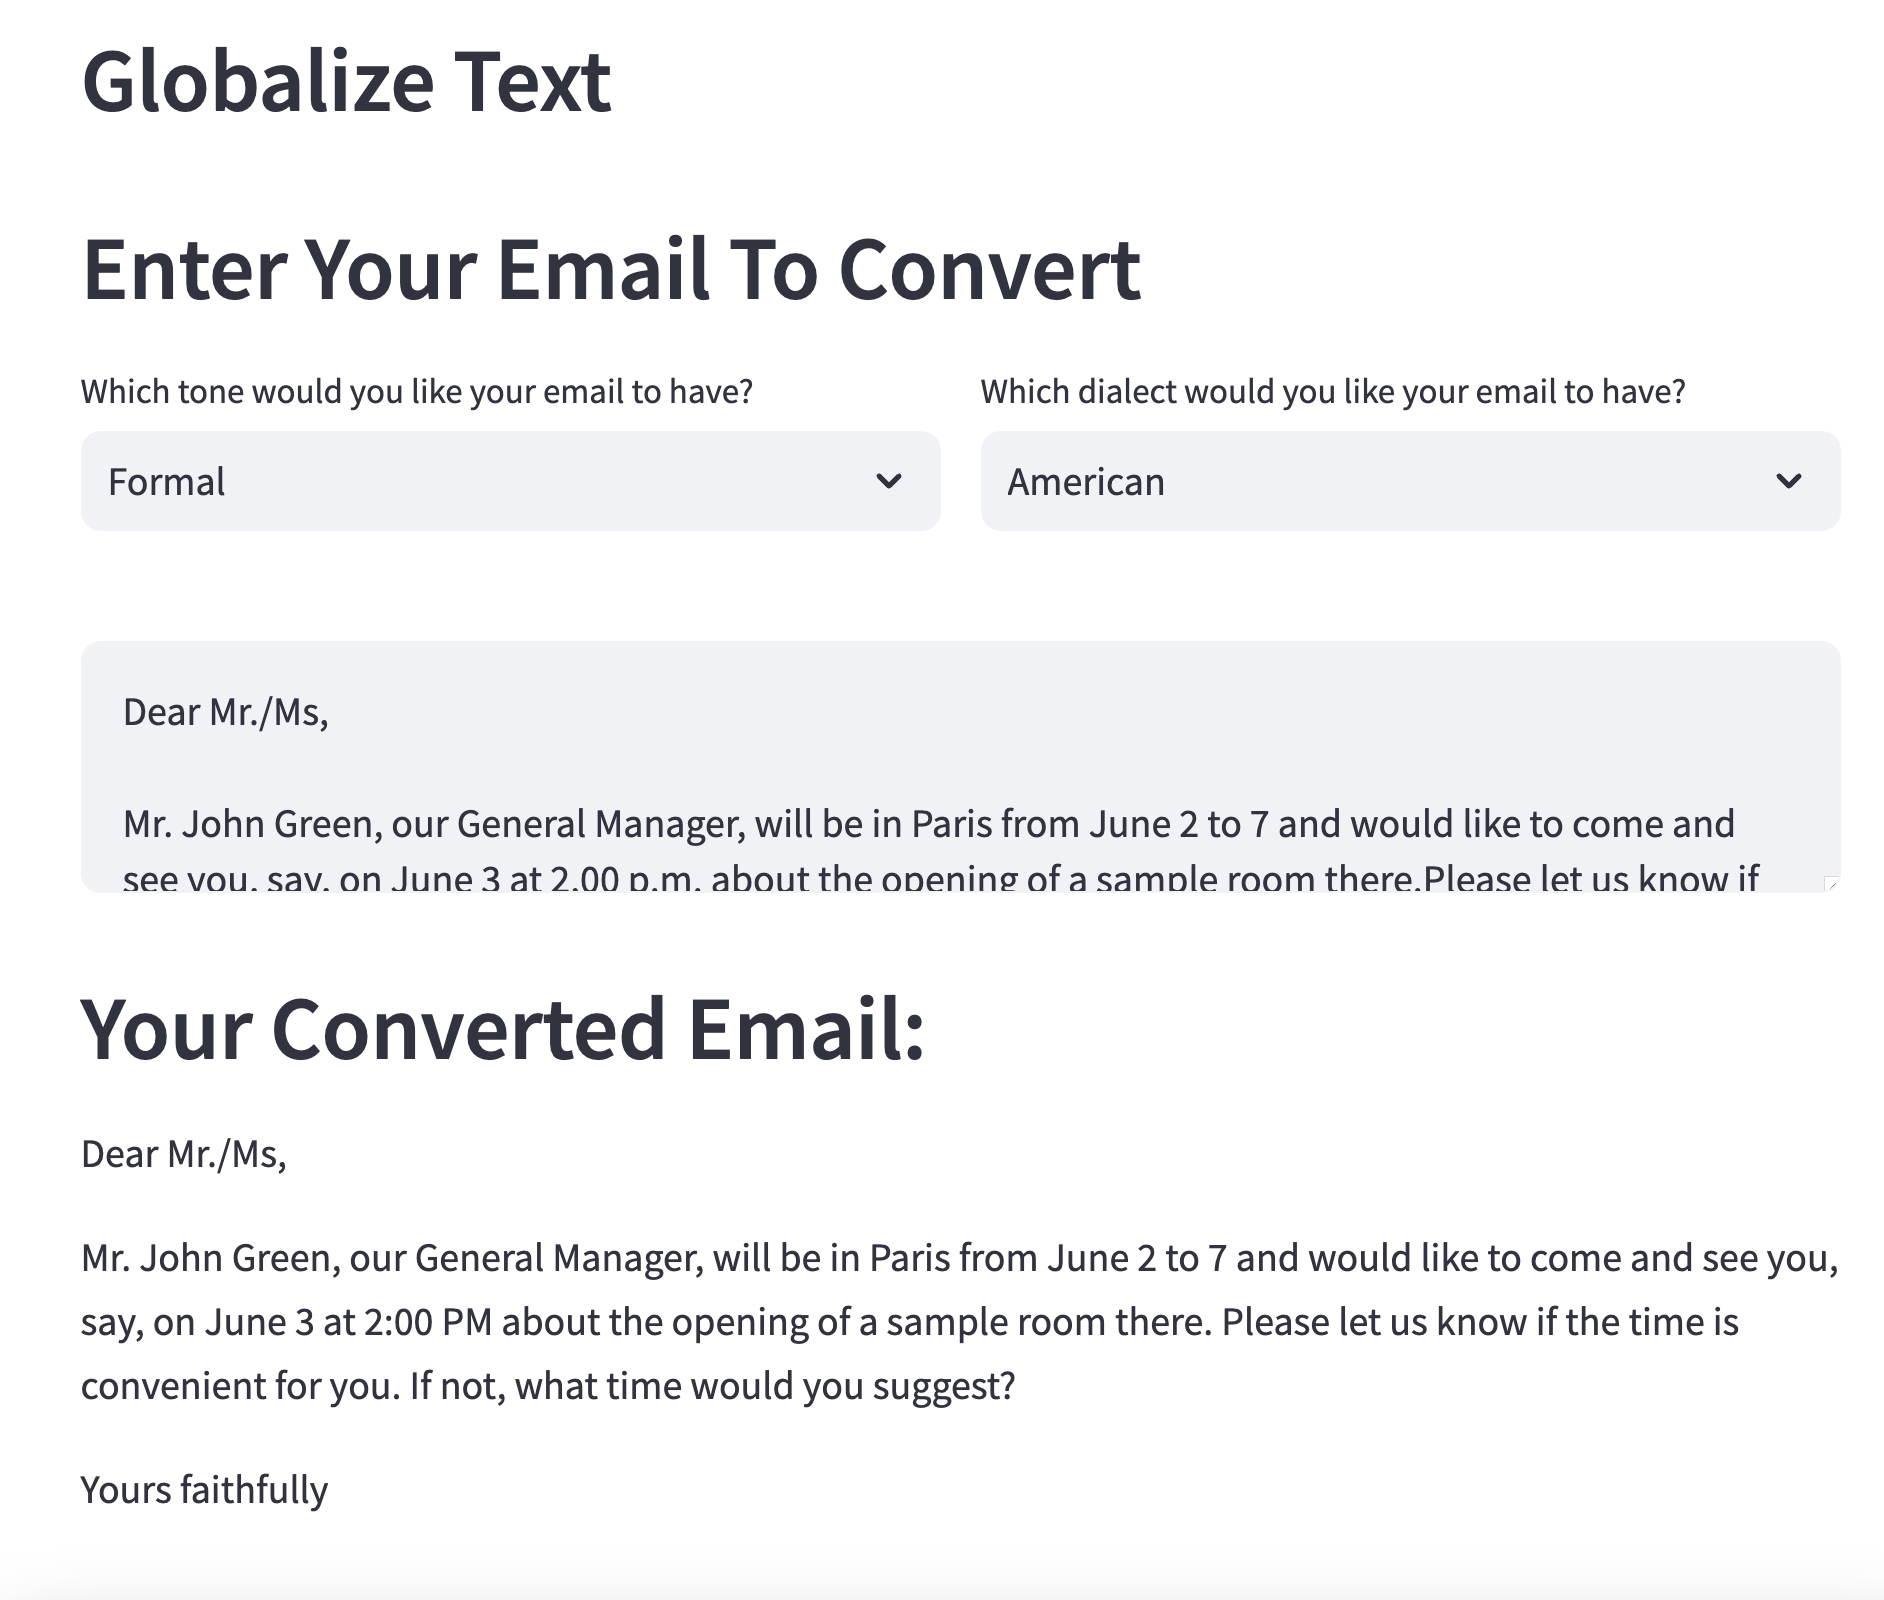 Globalize Text
Enter Your Email To Convert
Which tone would you like your email to have?
Which dialect would you like your email to have?
Formal
American
Dear Mr./Ms,
Mr. John Green, our General Manager, will be in Paris from June 2 to 7 and would like to come and
see you, say, on June 3 at 2.00 p.m. about the opening of a sample room there.Please let us know if
Your Converted Email:
Dear Mr./Ms,
Mr. John Green, our General Manager, will be in Paris from June 2 to 7 and would like to come and see you,
say, on June 3 at 2:00 PM about the opening of a sample room there. Please let us know if the time is
convenient for you. If not, what time would you suggest?
Yours faithfully